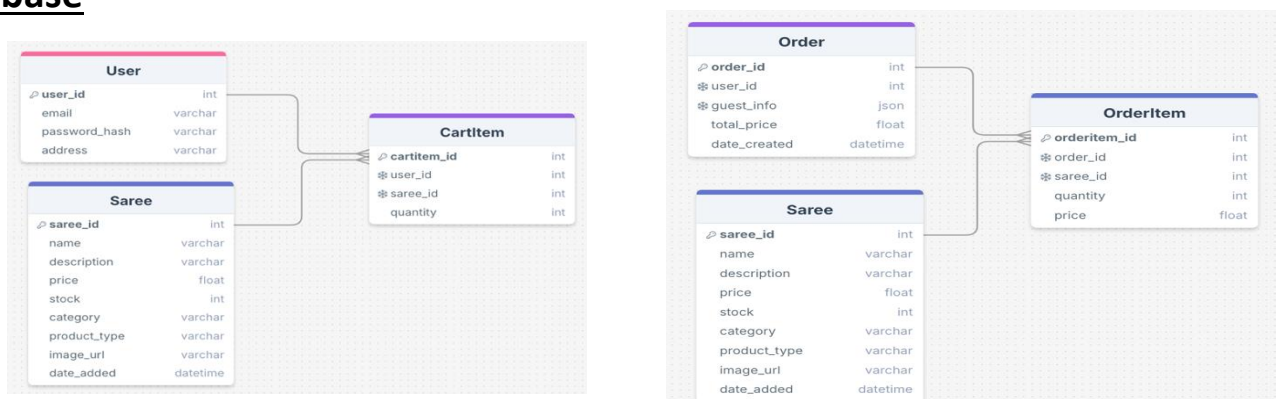 base
User
user_id int
email varchar
password_hash varchar
address varchar
Saree
saree_id int
name varchar
description varchar
price float
stock int
category varchar
product_type varchar
image_url varchar
date_added datetime
CartItem
cartitem_id int
user_id int
saree_id int
quantity int
Order
order_id int
user_id int
guest_info json
total_price float
date_created datetime
Saree
saree_id int
name varchar
description varchar
price float
stock int
category varchar
product_type varchar
image_url varchar
date_added datetime
OrderItem
orderitem_id int
order_id int
saree_id int
quantity int
price float